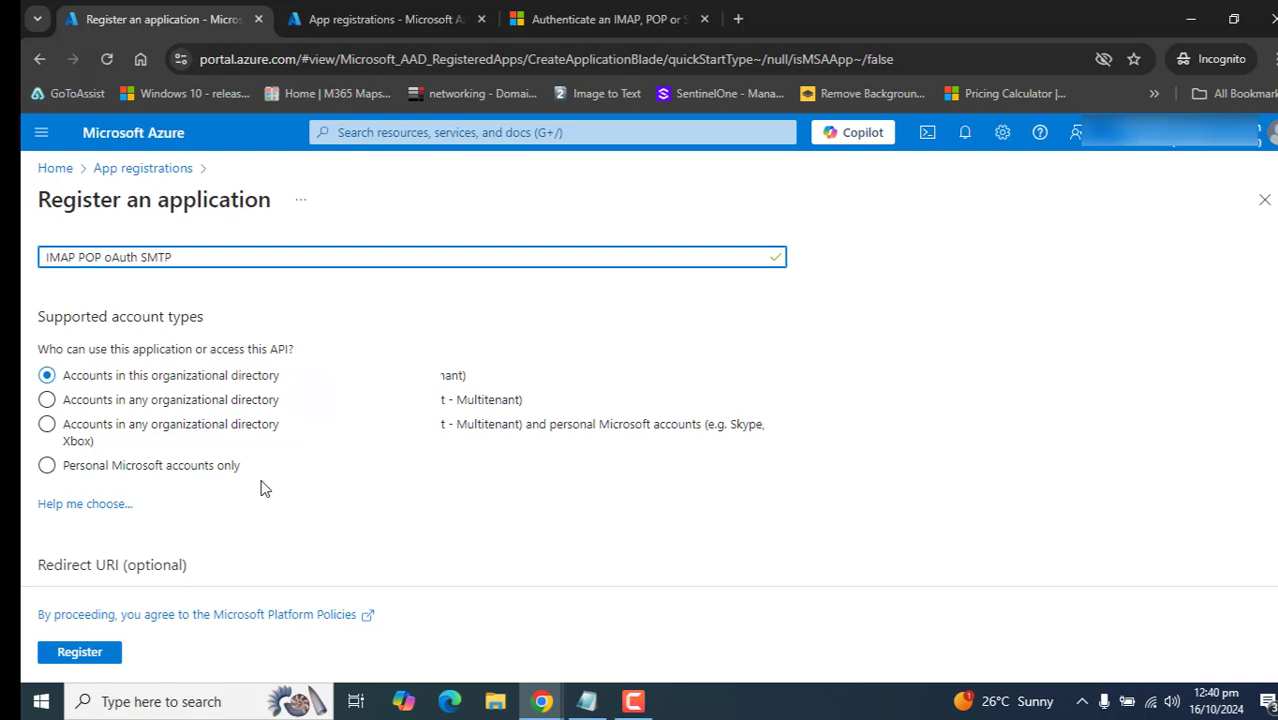 Register an application - Micros
App registrations - Microsoft A
Authenticate an IMAP, POP or S
portal.azure.com/#view/Microsoft_AAD_RegisteredApps/CreateApplicationBlade/quickStartType~/null/isMSAApp~/false
Incognito
GoToAssist
Windows 10 - releas...
Home | M365 Maps...
networking - Domai...
Image to Text
SentinelOne - Mana...
Remove Backgroun...
Pricing Calculator |...
All Bookmark
Microsoft Azure
Search resources, services, and docs (G+/)
Copilot
Home
App registrations
Register an application
IMAP POP oAuth SMTP
Supported account types
Who can use this application or access this API?
Accounts in this organizational directory nant)
Accounts in any organizational directory t - Multitenant)
Accounts in any organizational directory t - Multitenant) and personal Microsoft accounts (e.g. Skype,
Xbox)
Personal Microsoft accounts only
Help me choose...
Redirect URI (optional)
By proceeding, you agree to the Microsoft Platform Policies
Register
Type here to search
1
26°C Sunny
12:40 pm
16/10/2024
3